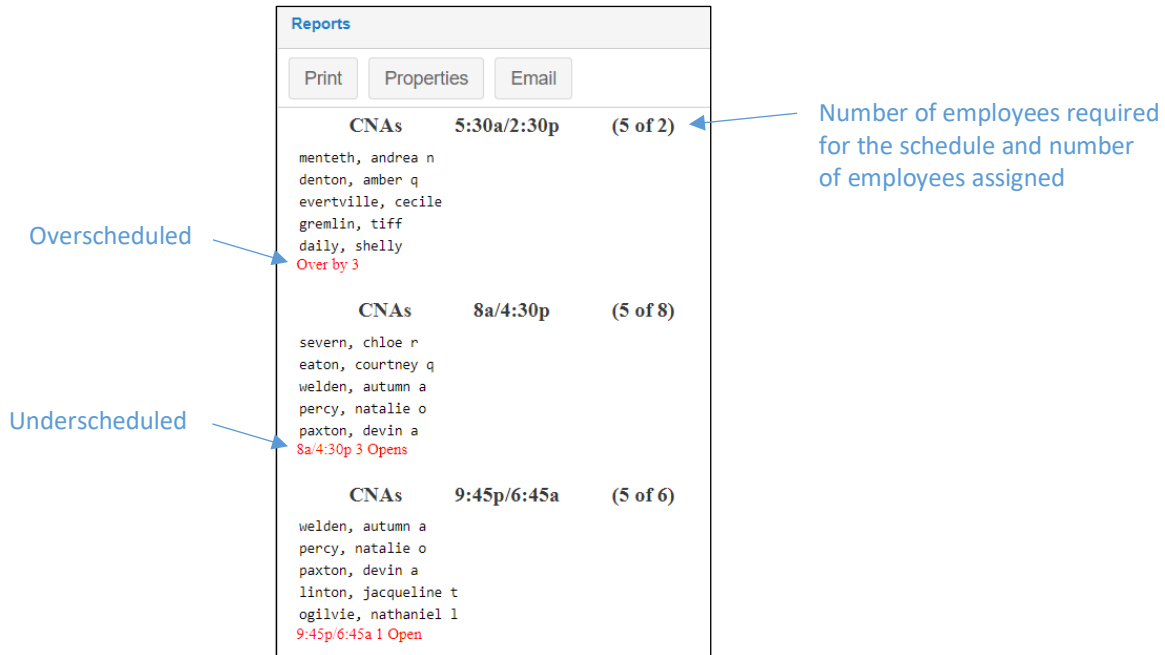 Reports
Print Properties Email
CNAs 5:30a/2:30p (5 of 2)
Number of employees required
for the schedule and number
of employees assigned
menteth, andrea n
denton, amber q
evertville, cecile
gremlin, tiff
daily, shelly
Overscheduled
Over by 3
CNAs 8a/4:30p (5 of 8)
severn, chloe r
eaton, courtney q
welden, autumn a
percy, natalie o
paxton, devin a
Underscheduled
8a/4:30p 3 Opens
CNAs 9:45p/6:45a (5 of 6)
welden, autumn a
percy, natalie o
paxton, devin a
linton, jacqueline t
ogilvie, nathaniel l
9:45p/6:45a 1 Open